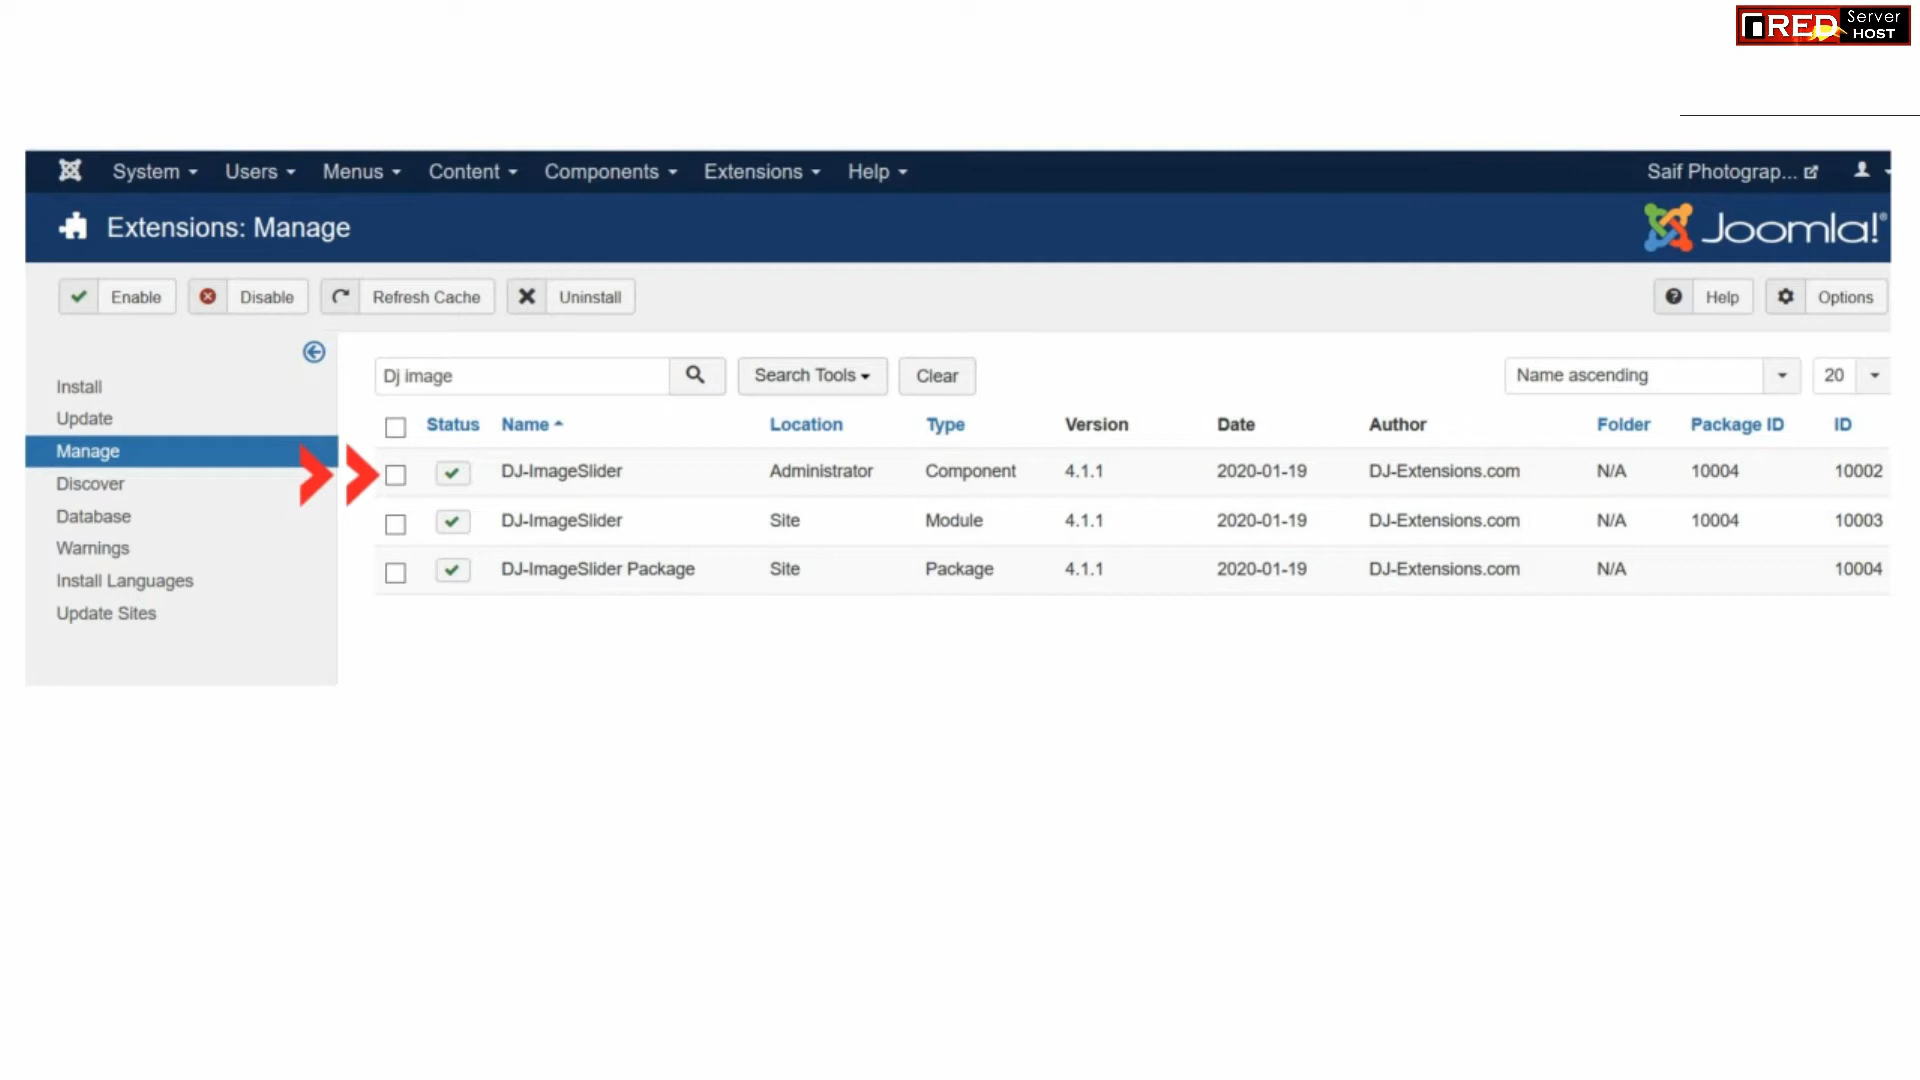 RED Server HOST
System Users Menus Content Components Extensions Help Saif Photograp...
Extensions: Manage Joomla!®
Enable Disable Refresh Cache Uninstall Help Options
Install
Update
Manage
Discover
Database
Warnings
Install Languages
Update Sites
Dj image Search Tools Clear Name ascending 20
Status Name Location Type Version Date Author Folder Package ID ID
DJ-ImageSlider Administrator Component 4.1.1 2020-01-19 DJ-Extensions.com N/A 10004 10002
DJ-ImageSlider Site Module 4.1.1 2020-01-19 DJ-Extensions.com N/A 10004 10003
DJ-ImageSlider Package Site Package 4.1.1 2020-01-19 DJ-Extensions.com N/A 10004